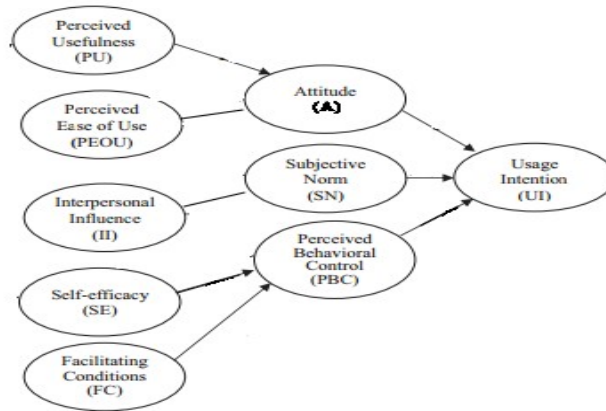 Perceived
Usefulness
(PU)
Attitude
(A)
Perceived
Ease of Use
(PEOU)
Subjective
Norm
(SN)
Usage
Intention
(UI)
Interpersonal
Influence
(II)
Perceived
Behavioral
Control
(PBC)
Self-efficacy
(SE)
Facilitating
Conditions
(FC)